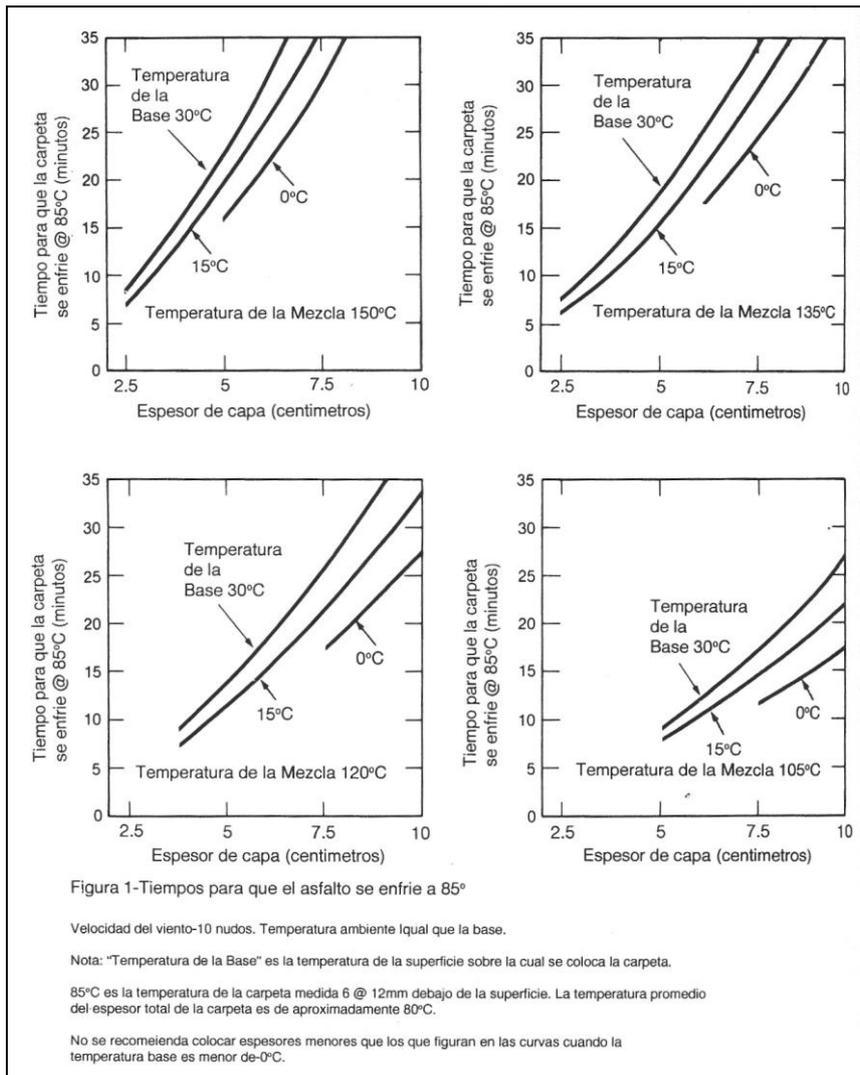 35
30
25
20
15
10
5
0
Tiempo para que la carpeta
se enfrie @ 85ºC (minutos)
Temperatura
de la
Base 30ºC
0ºC
15ºC
Temperatura de la Mezcla 150ºC
2.5
5
7.5
10
Espesor de capa (centimetros)
35
30
25
20
15
10
5
0
Tiempo para que la carpeta
se enfrie @ 85ºC (minutos)
Temperatura
de la
Base 30ºC
0ºC
15ºC
Temperatura de la Mezcla 135ºC
2.5
5
7.5
10
Espesor de capa (centimetros)
35
30
25
20
15
10
5
0
Tiempo para que la carpeta
se enfrie @ 85ºC (minutos)
Temperatura
de la
Base 30ºC
0ºC
15ºC
Temperatura de la Mezcla 120ºC
2.5
5
7.5
10
Espesor de capa (centimetros)
35
30
25
20
15
10
5
0
Tiempo para que la carpeta
se enfrie @ 85ºC (minutos)
Temperatura
de la
Base 30ºC
0ºC
15ºC
Temperatura de la Mezcla 105ºC
2.5
5
7.5
10
Espesor de capa (centimetros)
Figura 1-Tiempos para que el asfalto se enfrie a 85º
Velocidad del viento-10 nudos. Temperatura ambiente Iqual que la base.
Nota: “Temperatura de la Base” es la temperatura de la superficie sobre la cual se coloca la carpeta.
85ºC es la temperatura de la carpeta medida 6 @ 12mm debajo de la superficie. La temperatura promedio
del espesor total de la carpeta es de aproximadamente 80ºC.
No se recomeienda colocar espesores menores que los que figuran en las curvas cuando la
temperatura base es menor de-0ºC.